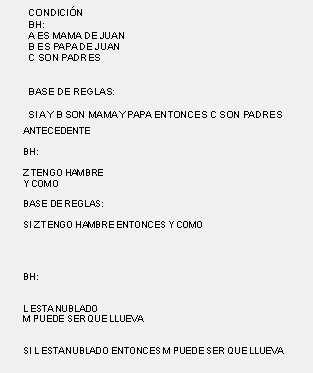 CONDICIÓN
BH:
A ES MAMA DE JUAN
B ES PAPA DE JUAN
C SON PADRES
BASE DE REGLAS:
SI A Y B SON MAMA Y PAPA ENTONCES C SON PADRES
ANTECEDENTE
BH:
Z TENGO HAMBRE
Y COMO
BASE DE REGLAS:
SI Z TENGO HAMBRE ENTONCES Y COMO
BH:
L ESTA NUBLADO
M PUEDE SER QUE LLUEVA
SI L ESTA NUBLADO ENTONCES M PUEDE SER QUE LLUEVA